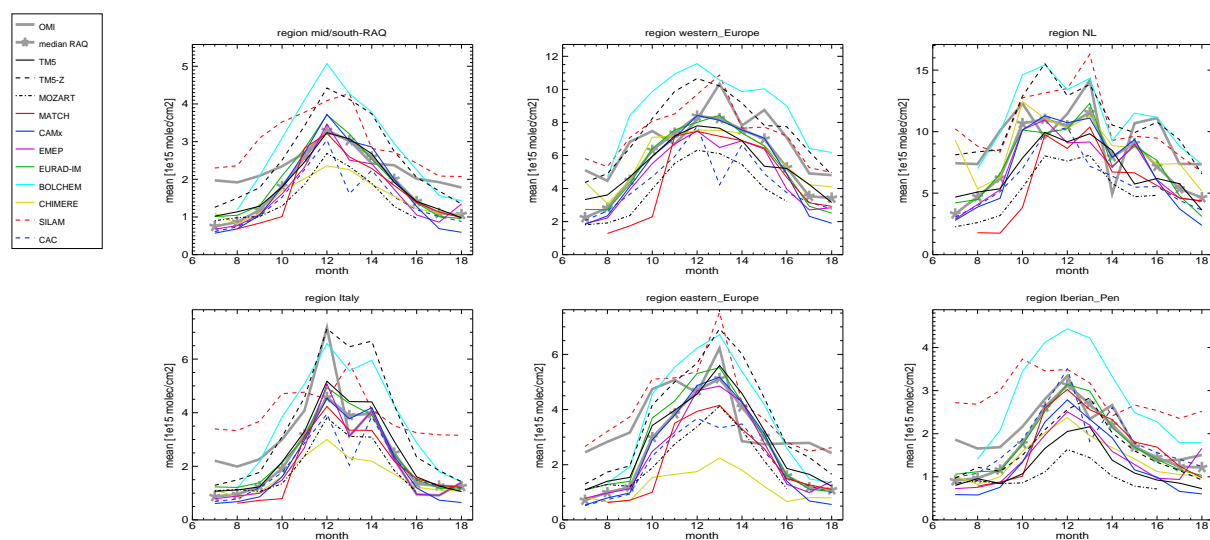 OMI
median RAQ
TM5
TM5-Z
MOZART
MATCH
CAMx
EMEP
EURAD-IM
BOLCHEM
CHIMERE
SILAM
CAC
region mid/south-RAQ
mean [1e15 molec/cm2]
5
4
3
2
1
0
6 8 10 12 14 16 18
month
region western_Europe
mean [1e15 molec/cm2]
12
10
8
6
4
2
0
6 8 10 12 14 16 18
month
region NL
mean [1e15 molec/cm2]
15
10
5
0
6 8 10 12 14 16 18
month
region Italy
mean [1e15 molec/cm2]
6
4
2
0
6 8 10 12 14 16 18
month
region eastern_Europe
mean [1e15 molec/cm2]
6
4
2
0
6 8 10 12 14 16 18
month
region Iberian_Pen
mean [1e15 molec/cm2]
4
3
2
1
0
6 8 10 12 14 16 18
month